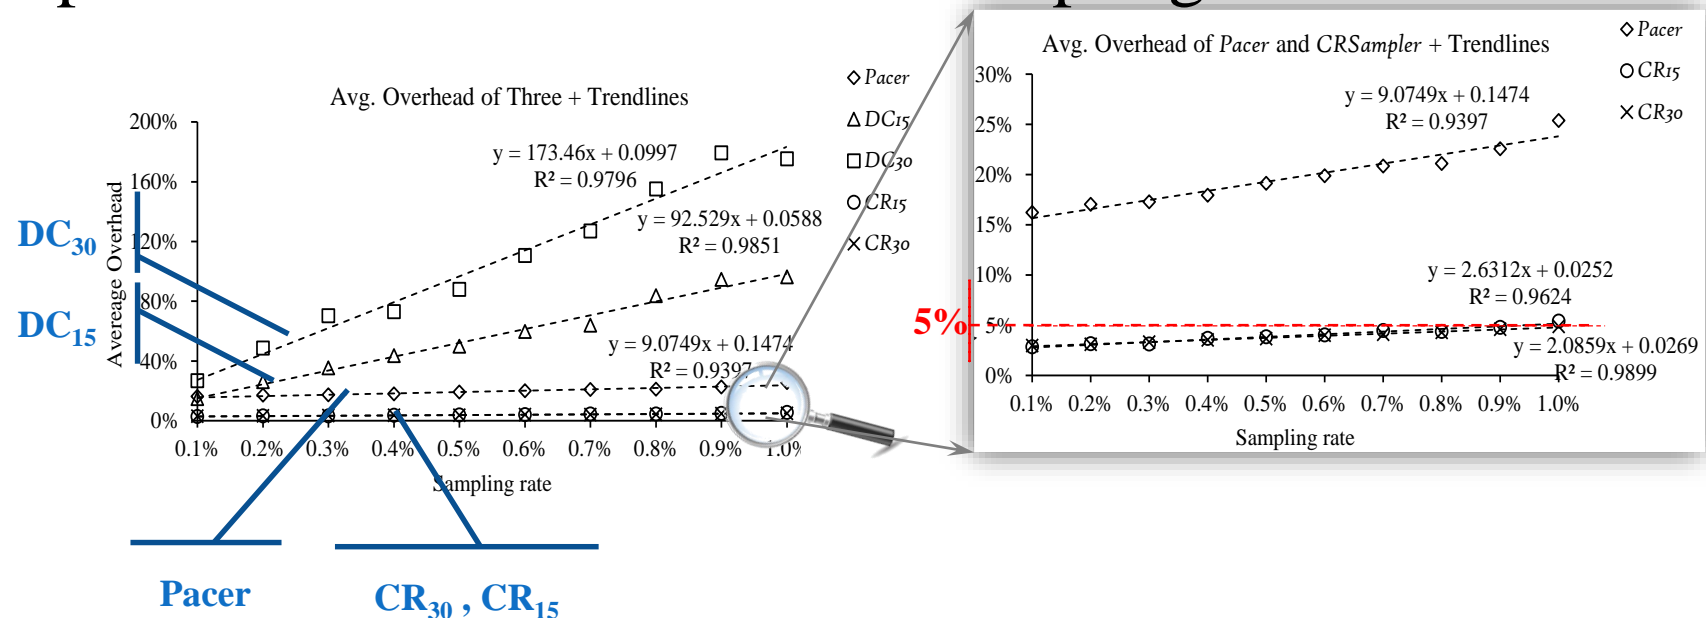 Avg. Overhead of Three + Trendlines
Pacer
DC15
DC30
CR15
CR30
200%
160%
120%
80%
40%
0%
Avereage Overhead
y = 173.46x + 0.0997
R² = 0.9796
y = 92.529x + 0.0588
R² = 0.9851
y = 9.0749x + 0.1474
R² = 0.9397
0.1% 0.2% 0.3% 0.4% 0.5% 0.6% 0.7% 0.8% 0.9% 1.0%
Sampling rate
DC30
DC15
Pacer
CR30 , CR15
Avg. Overhead of Pacer and CRSampler + Trendlines
Pacer
CR15
CR30
30%
25%
20%
15%
10%
5%
0%
5%
y = 9.0749x + 0.1474
R² = 0.9397
y = 2.6312x + 0.0252
R² = 0.9624
y = 2.0859x + 0.0269
R² = 0.9899
0.1% 0.2% 0.3% 0.4% 0.5% 0.6% 0.7% 0.8% 0.9% 1.0%
Sampling rate